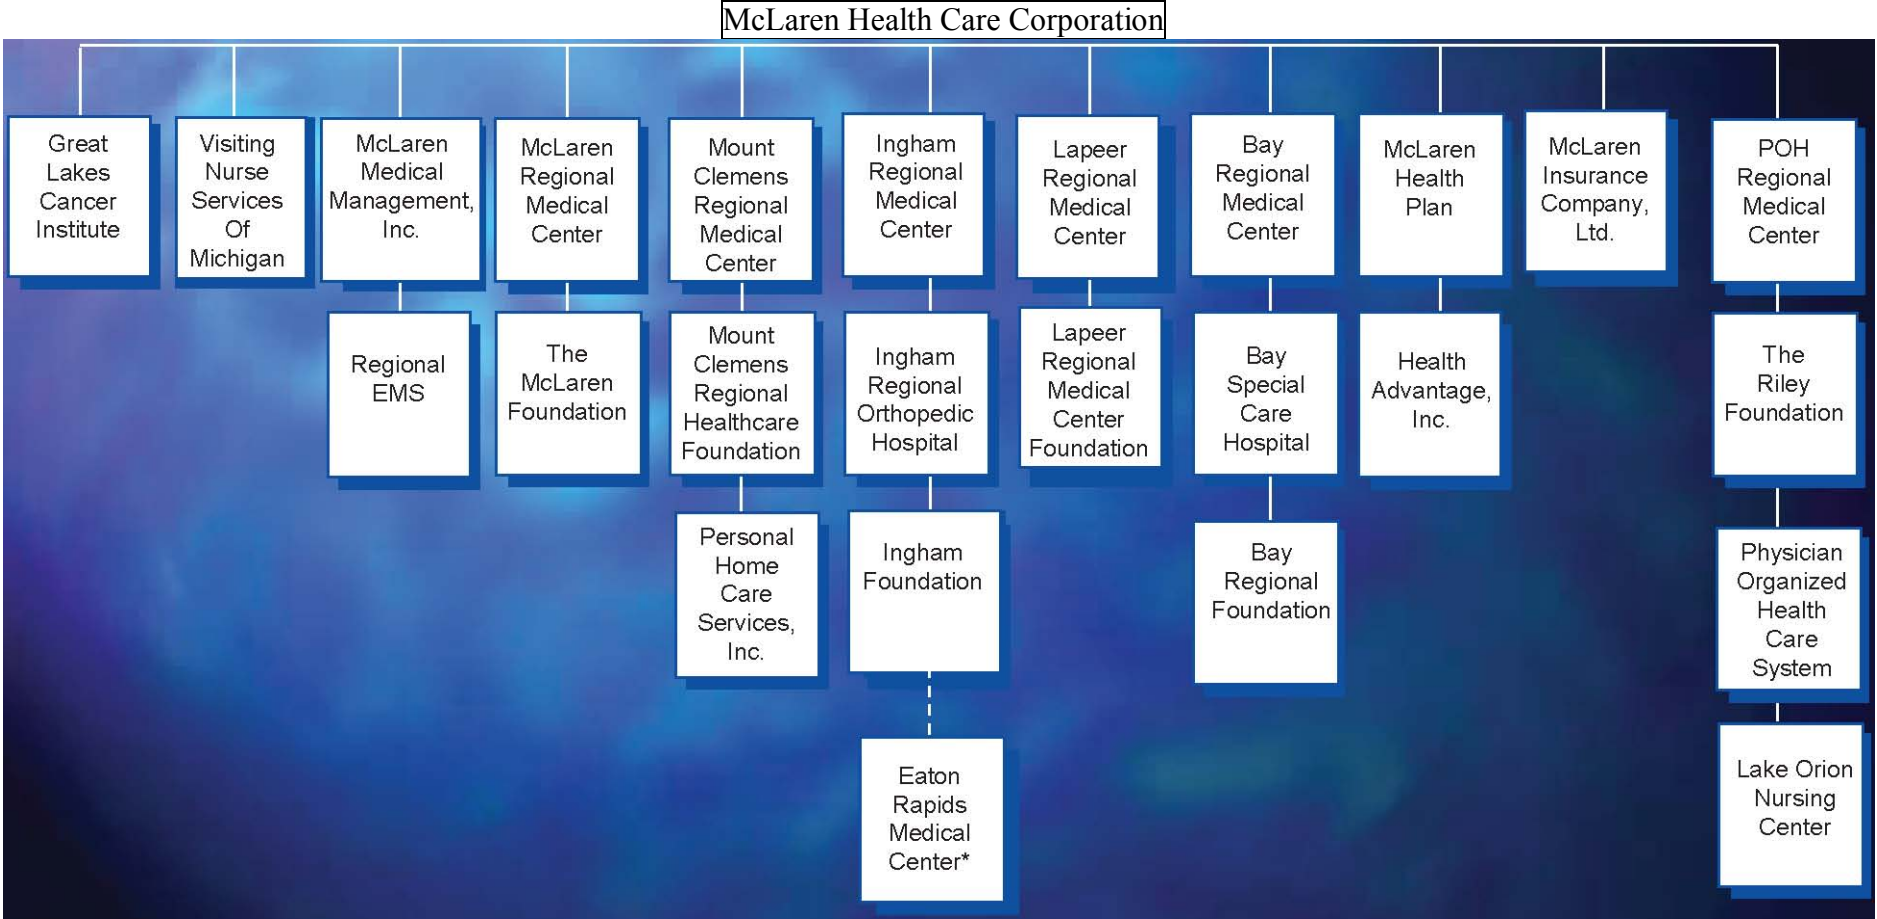 McLaren Health Care Corporation
Great
Lakes
Cancer
Institute
Visiting
Nurse
Services
Of
Michigan
McLaren
Medical
Management,
Inc.
McLaren
Regional
Medical
Center
Mount
Clemens
Regional
Medical
Center
Ingham
Regional
Medical
Center
Lapeer
Regional
Medical
Center
Bay
Regional
Medical
Center
McLaren
Health
Plan
McLaren
Insurance
Company,
Ltd.
POH
Regional
Medical
Center
Regional
EMS
The
McLaren
Foundation
Mount
Clemens
Regional
Healthcare
Foundation
Ingham
Regional
Orthopedic
Hospital
Lapeer
Regional
Medical
Center
Foundation
Bay
Special
Care
Hospital
Health
Advantage,
Inc.
The
Riley
Foundation
Personal
Home
Care
Services,
Inc.
Ingham
Foundation
Bay
Regional
Foundation
Physician
Organized
Health
Care
System
Eaton
Rapids
Medical
Center*
Lake Orion
Nursing
Center